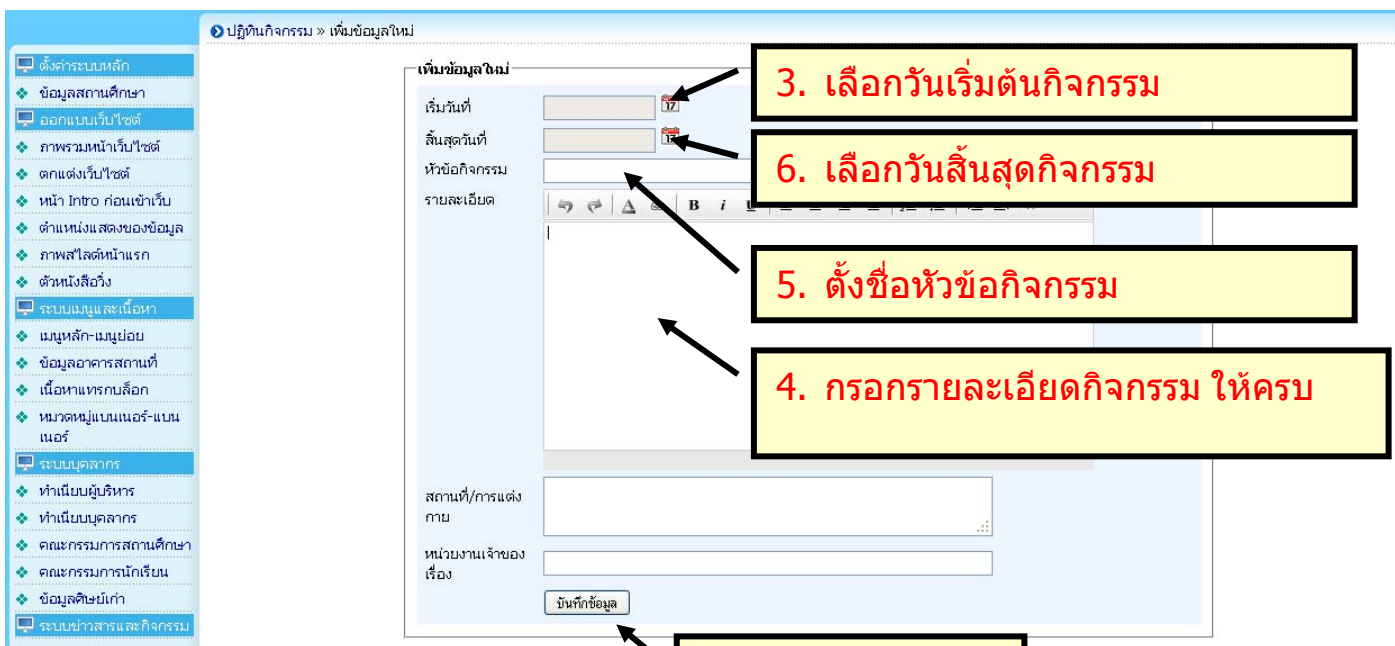 ปฏิทินกิจกรรม » เพิ่มข้อมูลใหม่
ตั้งค่าระบบหลัก
ข้อมูลสถานศึกษา
ออกแบบเว็บไซต์
ภาพรวมหน้าเว็บไซต์
ตกแต่งเว็บไซต์
หน้า Intro ก่อนเข้าเว็บ
ตำแหน่งแสดงของข้อมูล
ภาพสไลด์หน้าแรก
ตัวหนังสือวิ่ง
ระบบเมนูและเนื้อหา
เมนูหลัก-เมนูย่อย
ข้อมูลอาคารสถานที่
เนื้อหาแทรกบล็อก
หมวดหมู่แบนเนอร์-แบน
เนอร์
ระบบบุคลากร
ทำเนียบผู้บริหาร
ทำเนียบบุคลากร
คณะกรรมการสถานศึกษา
คณะกรรมการนักเรียน
ข้อมูลศิษย์เก่า
ระบบข่าวสารและกิจกรรม
เพิ่มข้อมูลใหม่
เริ่มวันที่
17
3. เลือกวันเริ่มต้นกิจกรรม
สิ้นสุดวันที่
17
6. เลือกวันสิ้นสุดกิจกรรม
หัวข้อกิจกรรม
รายละเอียด
A
B i U
5. ตั้งชื่อหัวข้อกิจกรรม
4. กรอกรายละเอียดกิจกรรม ให้ครบ
สถานที่/การแต่ง
กาย
หน่วยงานเจ้าของ
เรื่อง
บันทึกข้อมูล